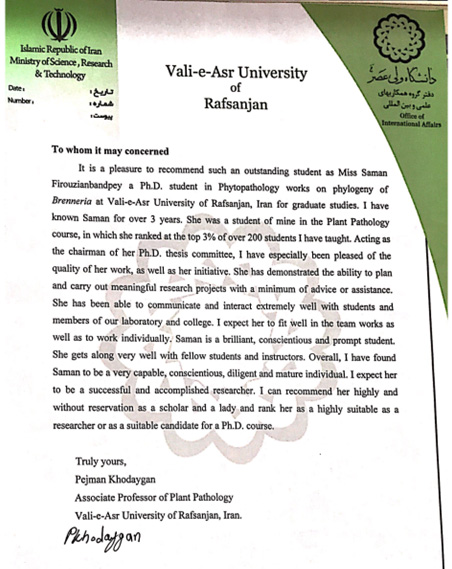 Islamic Republic of Iran
Ministry of Science, Research
& Technology
Date:
تاریخ:
Number:
شماره:
پیوست:
Vali-e-Asr University
of
Rafsanjan
دانشگاه ولی عصر
دفتر گروه همکاریهای
علمی و بین المللی
Office of
International Affairs
To whom it may concerned
It is a pleasure to recommend such an outstanding student as Miss Saman
Firouzianbandpey a Ph.D. student in Phytopathology works on phylogeny of
Brenneria at Vali-e-Asr University of Rafsanjan, Iran for graduate studies. I have
known Saman for over 3 years. She was a student of mine in the Plant Pathology
course, in which she ranked at the top 3% of over 200 students I have taught. Acting as
the chairman of her Ph.D. thesis committee, I have especially been pleased of the
quality of her work, as well as her initiative. She has demonstrated the ability to plan
and carry out meaningful research projects with a minimum of advice or assistance.
She has been able to communicate and interact extremely well with students and
members of our laboratory and college. I expect her to fit well in the team works as
well as to work individually. Saman is a brilliant, conscientious and prompt student.
She gets along very well with fellow students and instructors. Overall, I have found
Saman to be a very capable, conscientious, diligent and mature individual. I expect her
to be a successful and accomplished researcher. I can recommend her highly and
without reservation as a scholar and a lady and rank her as a highly suitable as a
researcher or as a suitable candidate for a Ph.D. course.
Truly yours,
Pejman Khodaygan
Associate Professor of Plant Pathology
Vali-e-Asr University of Rafsanjan, Iran.
Pkhodaygan